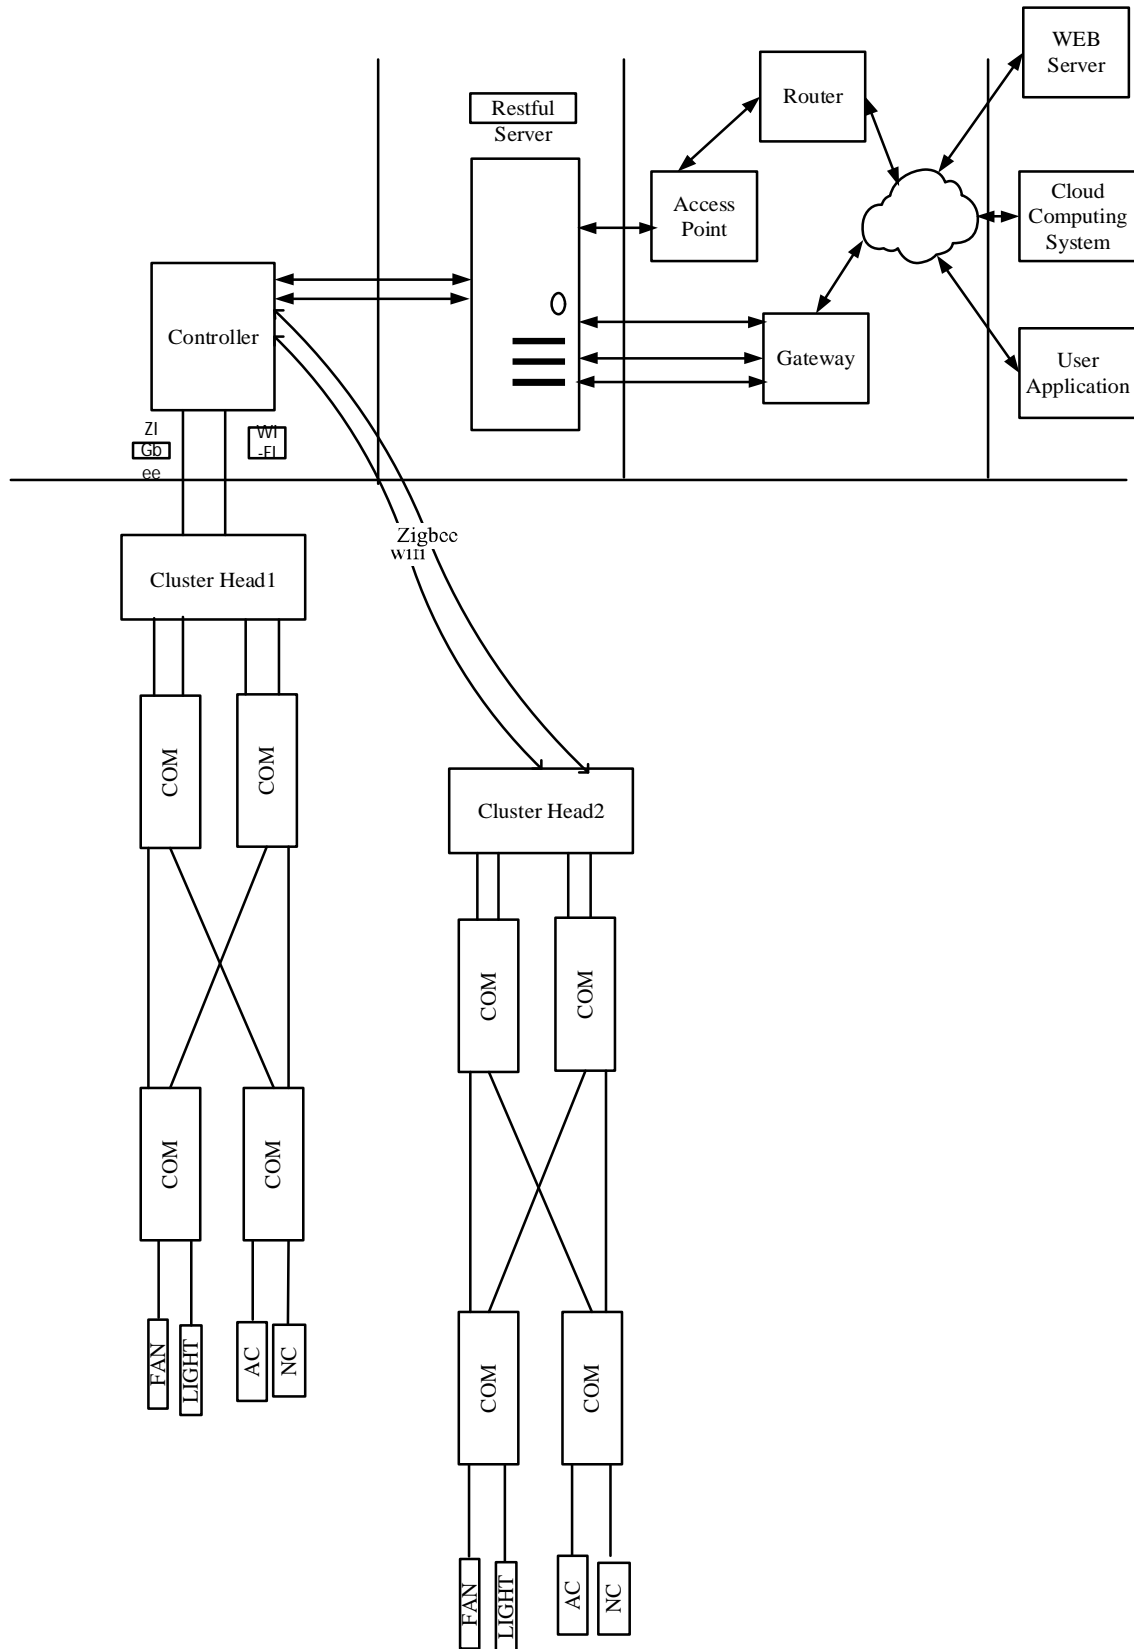 WEB
Server
Router
Restful
Server
Cloud
Computing
System
Access
Point
Controller
Gateway
User
Application
ZI
Gb
ee
WI
-FI
Zigbee
wifi
Cluster Head1
COM
COM
Cluster Head2
COM
COM
COM
COM
FAN
LIGHT
AC
NC
COM
COM
FAN
LIGHT
AC
NC